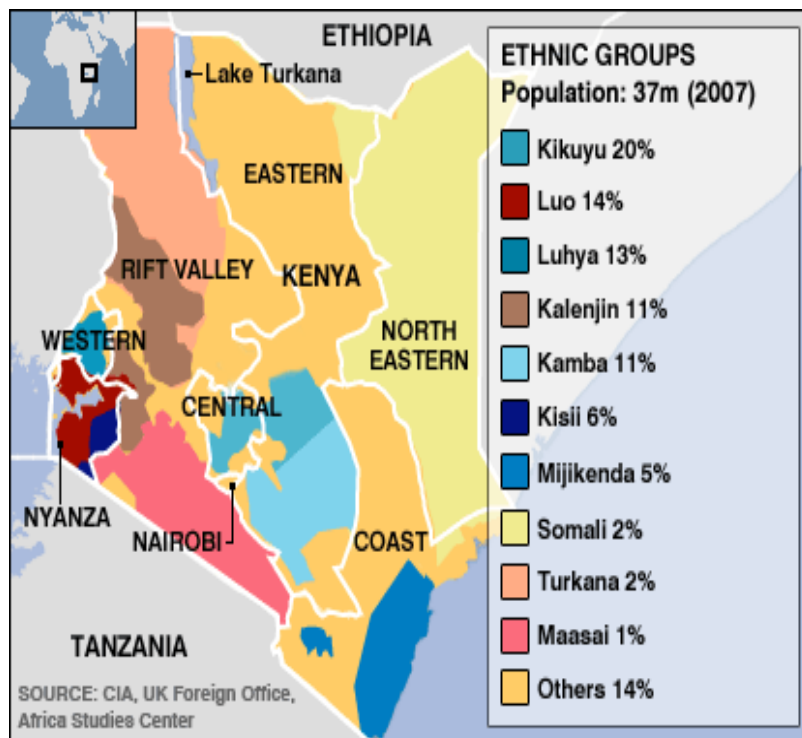 ETHIOPIA
Lake Turkana
EASTERN
RIFT VALLEY
KENYA
WESTERN
NORTH
EASTERN
CENTRAL
NYANZA
NAIROBI
COAST
TANZANIA
SOURCE: CIA, UK Foreign Office,
Africa Studies Center
ETHNIC GROUPS
Population: 37m (2007)
Kikuyu 20%
Luo 14%
Luhya 13%
Kalenjin 11%
Kamba 11%
Kisii 6%
Mijikenda 5%
Somali 2%
Turkana 2%
Maasai 1%
Others 14%